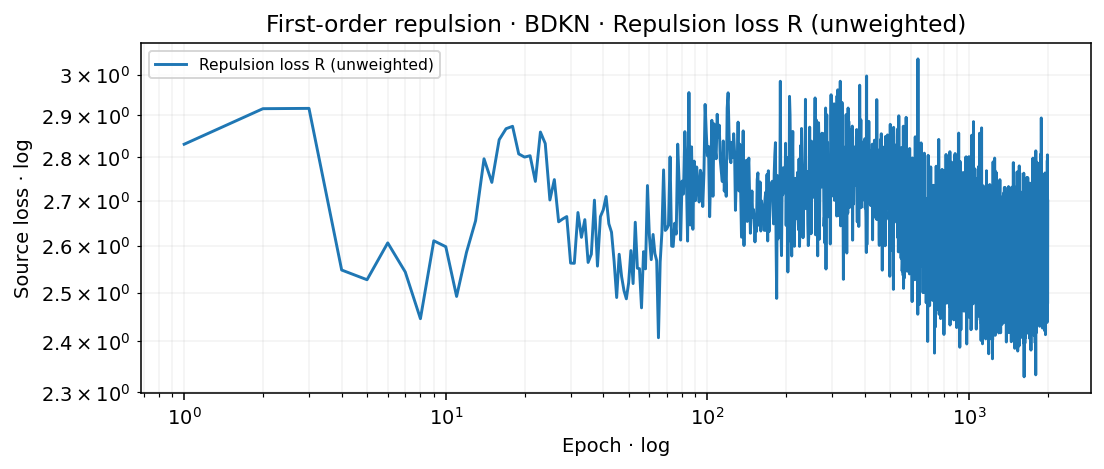 First-order repulsion · BDKN · Repulsion loss R (unweighted)
Repulsion loss R (unweighted)
Source loss · log
3 × 10⁰
2.9 × 10⁰
2.8 × 10⁰
2.7 × 10⁰
2.6 × 10⁰
2.5 × 10⁰
2.4 × 10⁰
2.3 × 10⁰
10⁰ 10¹ 10² 10³
Epoch · log